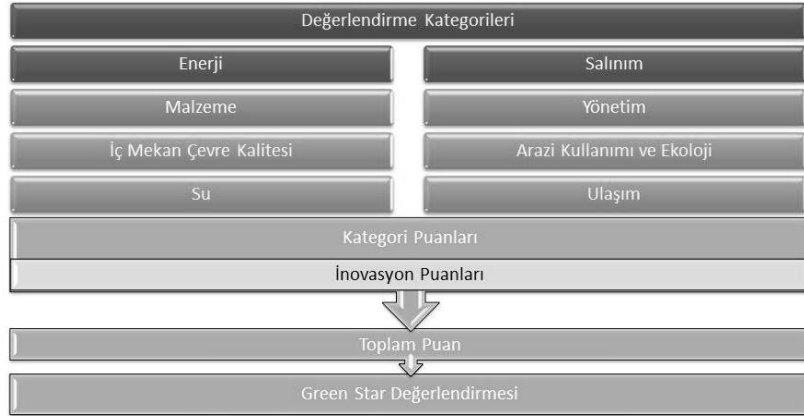 Değerlendirme Kategorileri
Enerji
Salınım
Malzeme
Yönetim
İç Mekan Çevre Kalitesi
Arazi Kullanımı ve Ekoloji
Su
Ulaşım
Kategori Puanları
İnovasyon Puanları
Toplam Puan
Green Star Değerlendirmesi